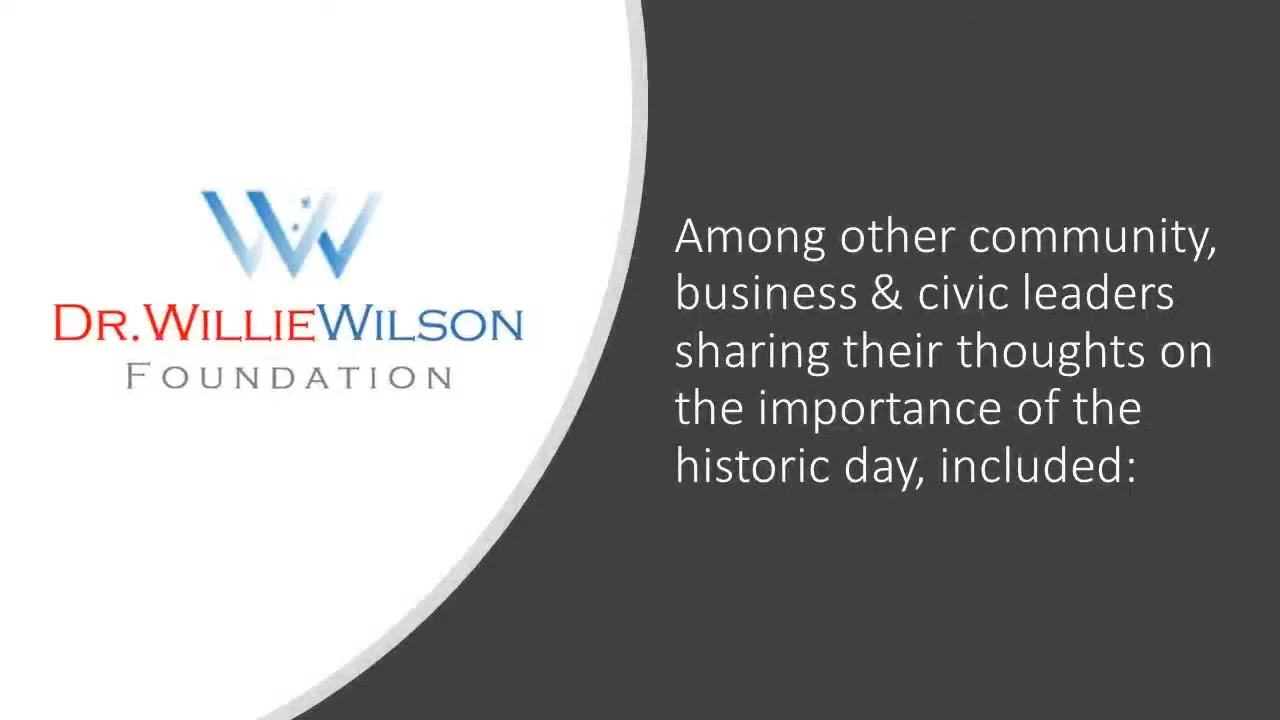 DR.WILLIEWILSON
FOUNDATION
Among other community,
business & civic leaders
sharing their thoughts on
the importance of the
historic day, included: